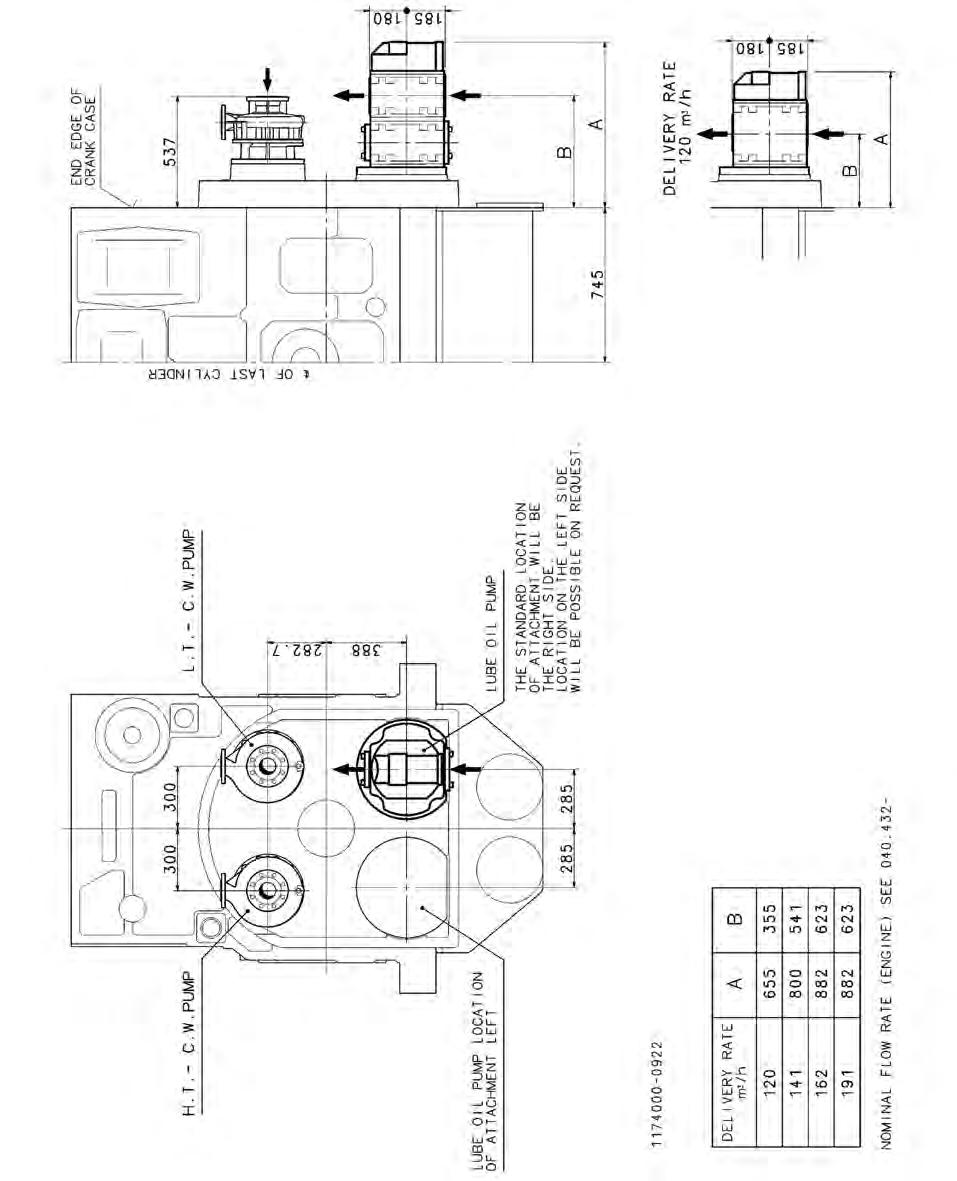 END EDGE OF
CRANK CASE
537
180
185
A
B
745
℄ OF LAST CYLINDER
DELIVERY RATE
120 m³/h
180
185
A
B
H.T.- C.W.PUMP
L.T.- C.W.PUMP
300
300
282.7
388
285
285
LUBE OIL PUMP LOCATION
OF ATTACHMENT LEFT
LUBE OIL PUMP
THE STANDARD LOCATION
OF ATTACHMENT WILL BE
THE RIGHT SIDE.
LOCATION ON THE LEFT SIDE
WILL BE POSSIBLE ON REQUEST.
1174000-0922
DELIVERY RATE
m³/h
A
B
120 655 355
141 800 541
162 882 623
191 882 623
NOMINAL FLOW RATE (ENGINE) SEE 040.432-